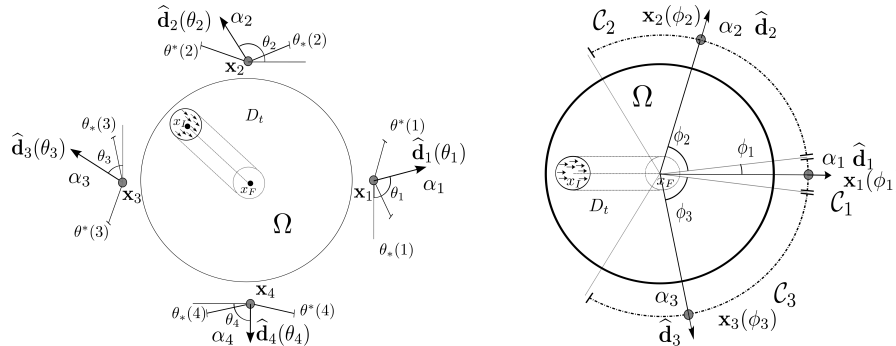 d̂₂(θ₂) α₂
θ*(2) θ₂ θ₎(2)
x₂
D_t
x_I
x_F
Ω
d̂₃(θ₃)
θ₎(3)
θ₃
α₃
x₃
θ*(3)
θ*(1)
d̂₁(θ₁)
x₁ θ₁ α₁
θ₎(1)
x₄
θ₎(4) θ₄ θ*(4)
α₄ d̂₄(θ₄)
C₂ x₂(ϕ₂) α₂ d̂₂
Ω
ϕ₂
ϕ₁
α₁ d̂₁
x_I x_F x₁(ϕ₁)
D_t ϕ₃ C₁
α₃ C₃
d̂₃ x₃(ϕ₃)